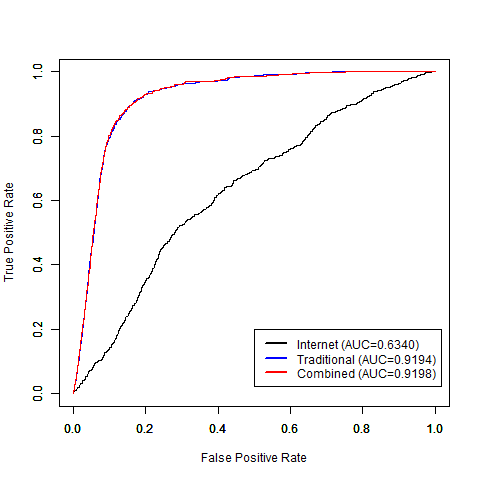 1.0
0.8
0.6
0.4
0.2
0.0
True Positive Rate
Internet (AUC=0.6340)
Traditional (AUC=0.9194)
Combined (AUC=0.9198)
0.0 0.2 0.4 0.6 0.8 1.0
False Positive Rate